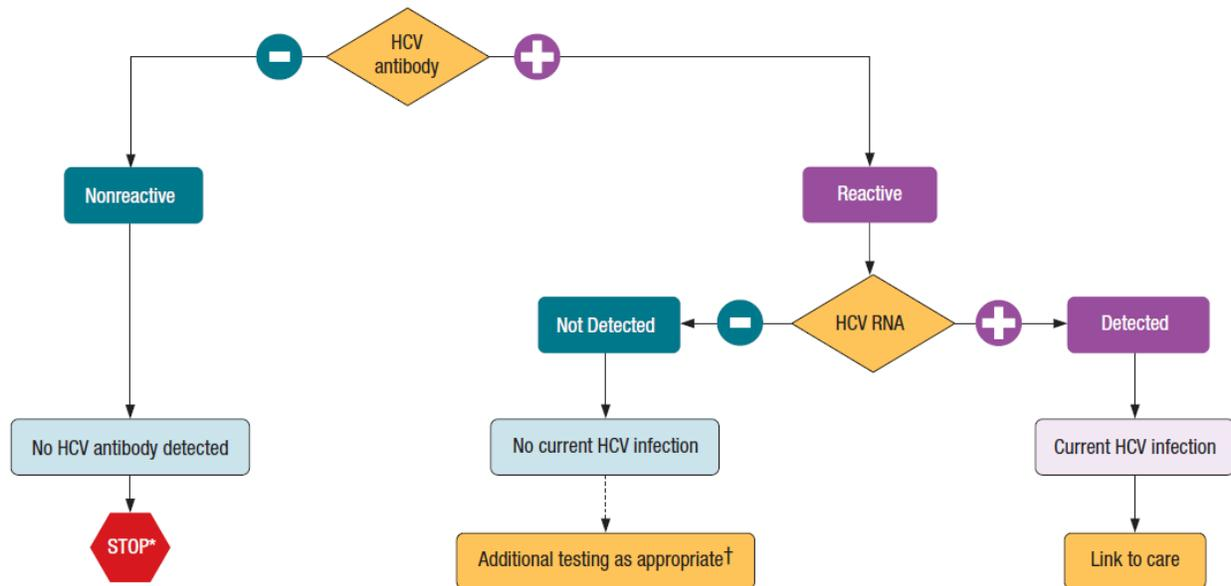 HCV
antibody
Nonreactive
Reactive
Not Detected
HCV RNA
Detected
No HCV antibody detected
No current HCV infection
Current HCV infection
STOP*
Additional testing as appropriate†
Link to care